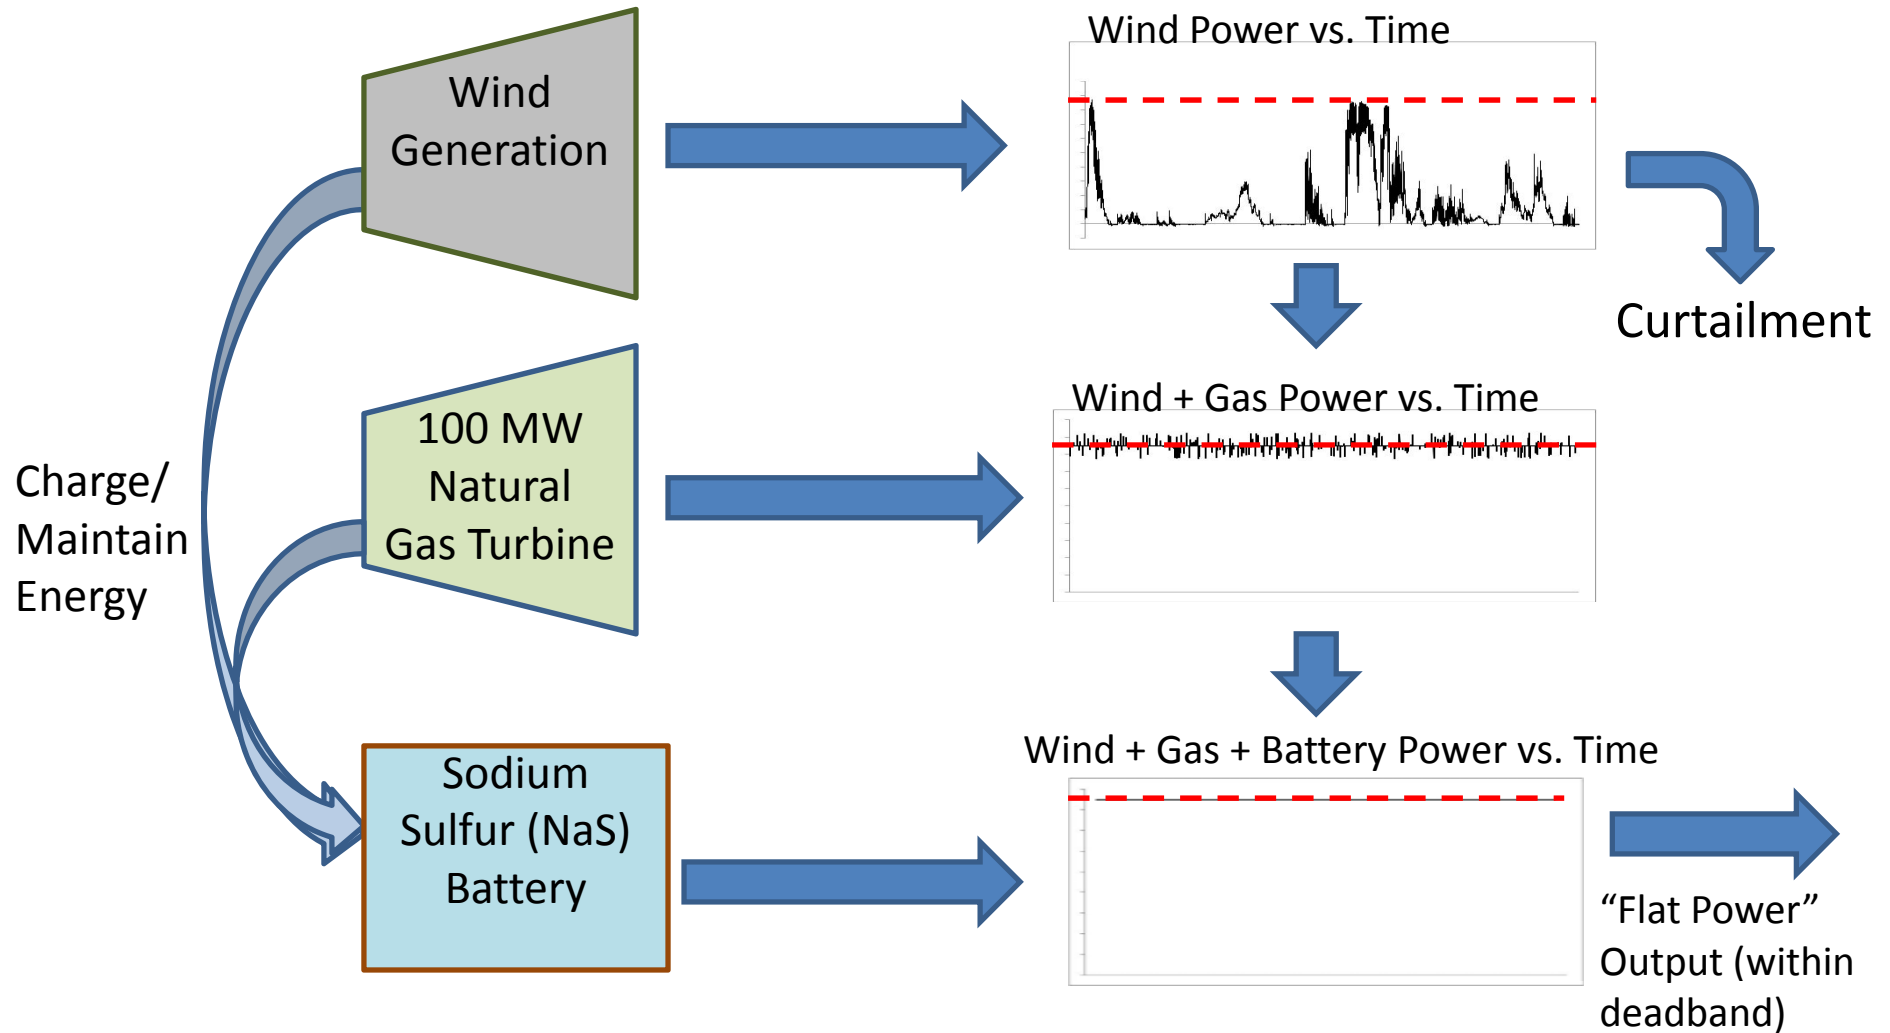 Wind
Generation
Wind Power vs. Time
Curtailment
100 MW
Natural
Gas Turbine
Wind + Gas Power vs. Time
Charge/
Maintain
Energy
Sodium
Sulfur (NaS)
Battery
Wind + Gas + Battery Power vs. Time
“Flat Power”
Output (within
deadband)